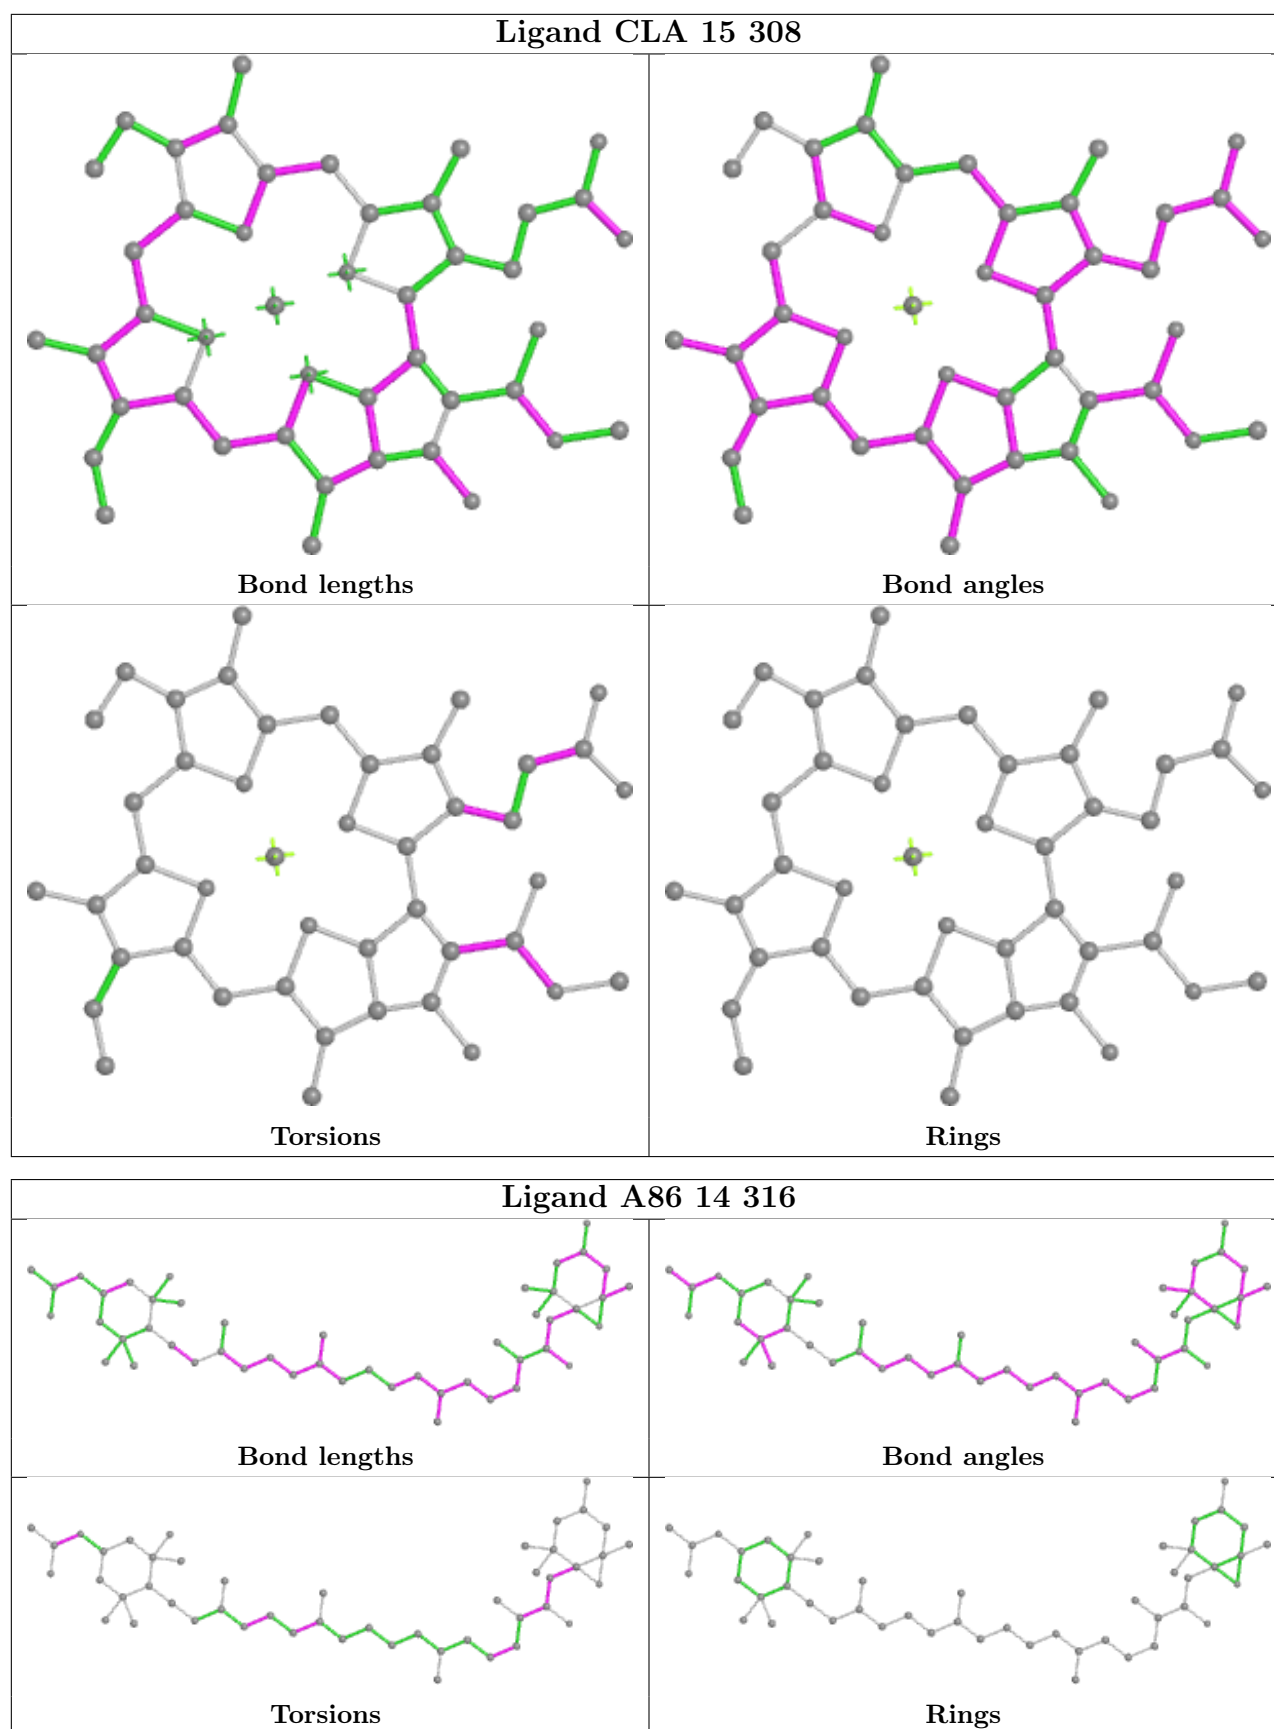 Ligand CLA 15 308
Bond lengths
Bond angles
Torsions
Rings
Ligand A86 14 316
Bond lengths
Bond angles
Torsions
Rings